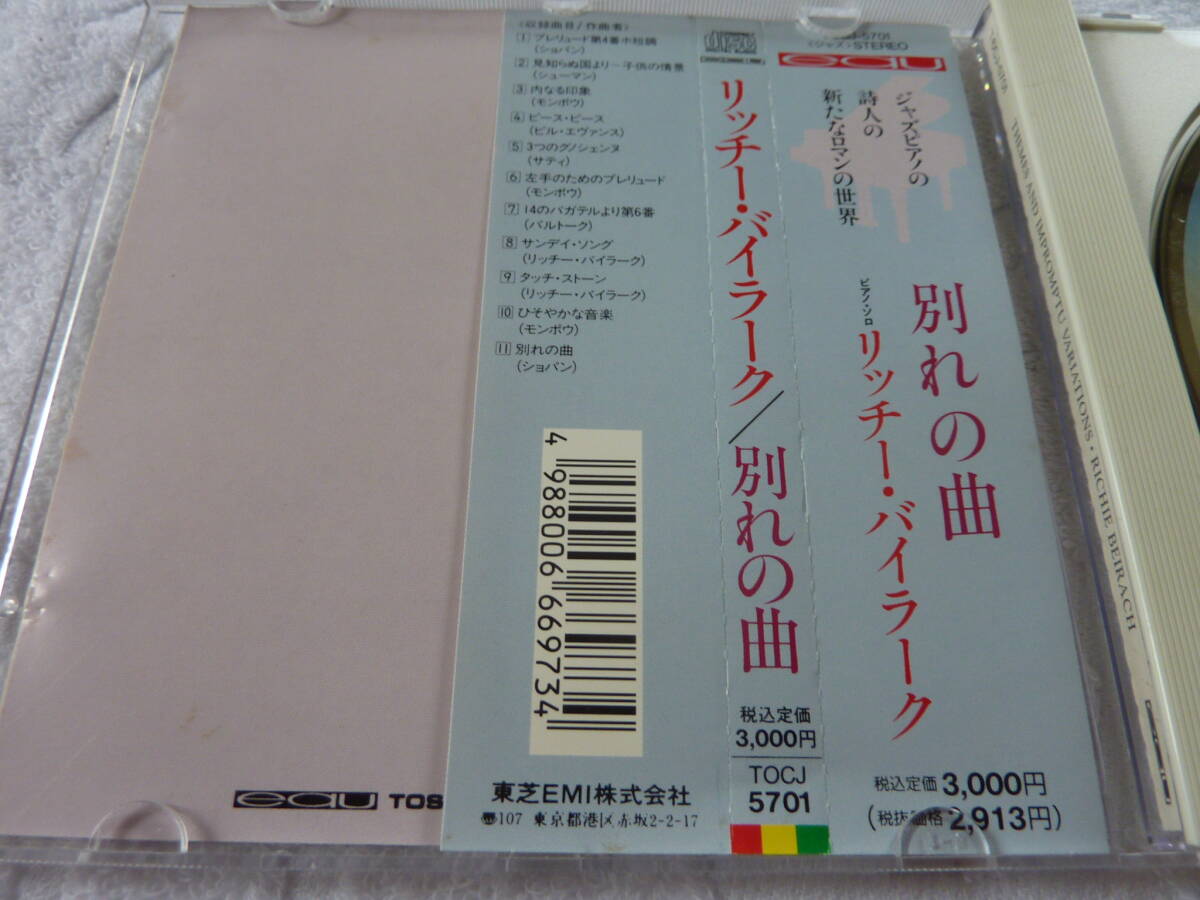 〈収録曲目/作曲者〉
1 プレリュード第4番ホ短調
(ショパン)
2 見知らぬ国より−子供の情景
(シューマン)
3 内なる印象
(モンポウ)
4 ピース・ピース
(ビル・エヴァンス)
5 3つのグノシェンヌ
(サティ)
6 左手のためのプレリュード
(モンポウ)
7 14のバガテルより第6番
(バルトーク)
8 サンデイ・ソング
(リッチー・バイラーク)
9 タッチ・ストーン
(リッチー・バイラーク)
10 ひそやかな音楽
(モンポウ)
11 別れの曲
(ショパン)
4 988006 669734
東芝EMI株式会社
〒107 東京都港区赤坂2-2-17
eau TOS
disc
リッチー・バイラーク/別れの曲
税込定価
3,000円
TOCJ
5701
-5701
〈ジャズ〉STEREO
eau
ジャズピアノの
詩人の
新たなロマンの世界
別れの曲
ピアノ・ソロ
リッチー・バイラーク
税込定価 3,000円
(税抜価格 2,913円)
THEMES AND IMPROMPTU VARIATIONS • RICHIE BEIRACH